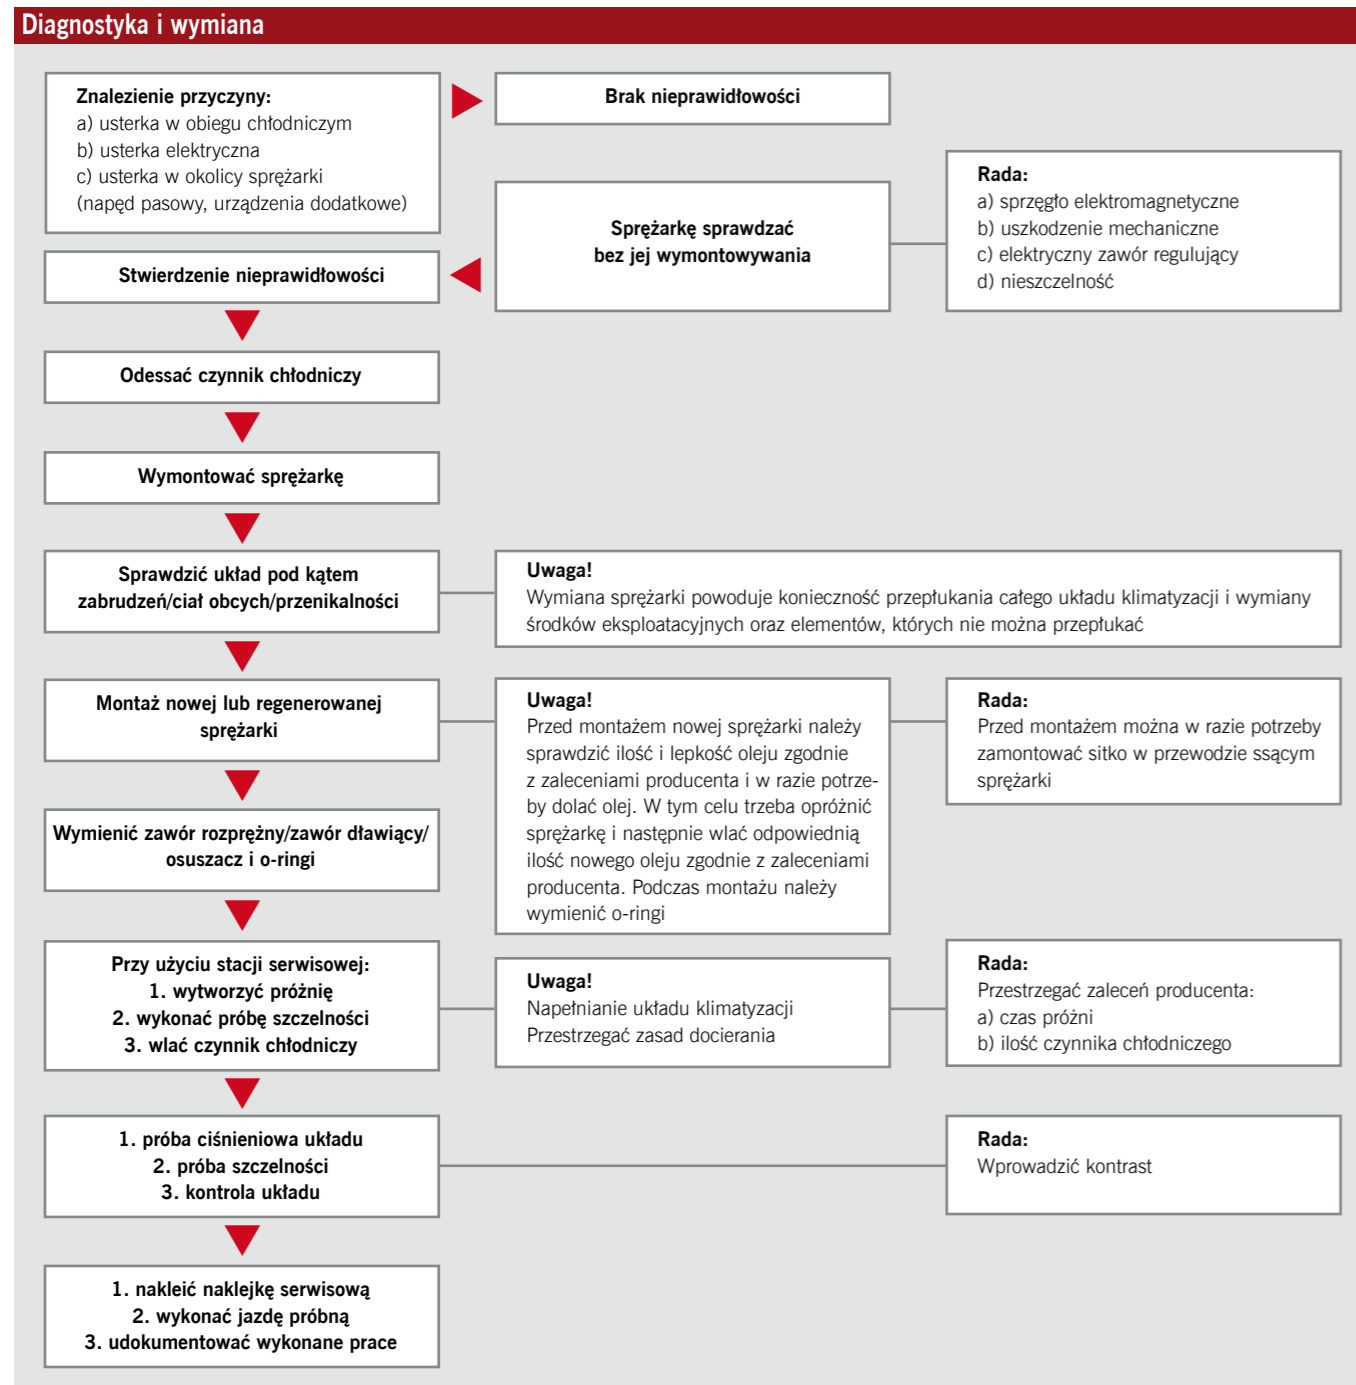 Diagnostyka i wymiana
Znalezienie przyczyny:
a) usterka w obiegu chłodniczym
b) usterka elektryczna
c) usterka w okolicy sprężarki
(napęd pasowy, urządzenia dodatkowe)
Brak nieprawidłowości
Sprężarkę sprawdzać
bez jej wymontowywania
Rada:
a) sprzęgło elektromagnetyczne
b) uszkodzenie mechaniczne
c) elektryczny zawór regulujący
d) nieszczelność
Stwierdzenie nieprawidłowości
Odessać czynnik chłodniczy
Wymontować sprężarkę
Sprawdzić układ pod kątem
zabrudzeń/ciał obcych/przenikalności
Uwaga!
Wymiana sprężarki powoduje konieczność przepłukania całego układu klimatyzacji i wymiany
środków eksploatacyjnych oraz elementów, których nie można przepłukać
Montaż nowej lub regenerowanej
sprężarki
Uwaga!
Przed montażem nowej sprężarki należy
sprawdzić ilość i lepkość oleju zgodnie
z zaleceniami producenta i w razie potrze-
by dolać olej. W tym celu trzeba opróżnić
sprężarkę i następnie wlać odpowiednią
ilość nowego oleju zgodnie z zaleceniami
producenta. Podczas montażu należy
wymienić o-ringi
Rada:
Przed montażem można w razie potrzeby
zamontować sitko w przewodzie ssącym
sprężarki
Wymienić zawór rozprężny/zawór dławiący/
osuszacz i o-ringi
Przy użyciu stacji serwisowej:
1. wytworzyć próżnię
2. wykonać próbę szczelności
3. wlać czynnik chłodniczy
Uwaga!
Napełnianie układu klimatyzacji
Przestrzegać zasad docierania
Rada:
Przestrzegać zaleceń producenta:
a) czas próżni
b) ilość czynnika chłodniczego
1. próba ciśnieniowa układu
2. próba szczelności
3. kontrola układu
Rada:
Wprowadzić kontrast
1. nakleić naklejkę serwisową
2. wykonać jazdę próbną
3. udokumentować wykonane prace